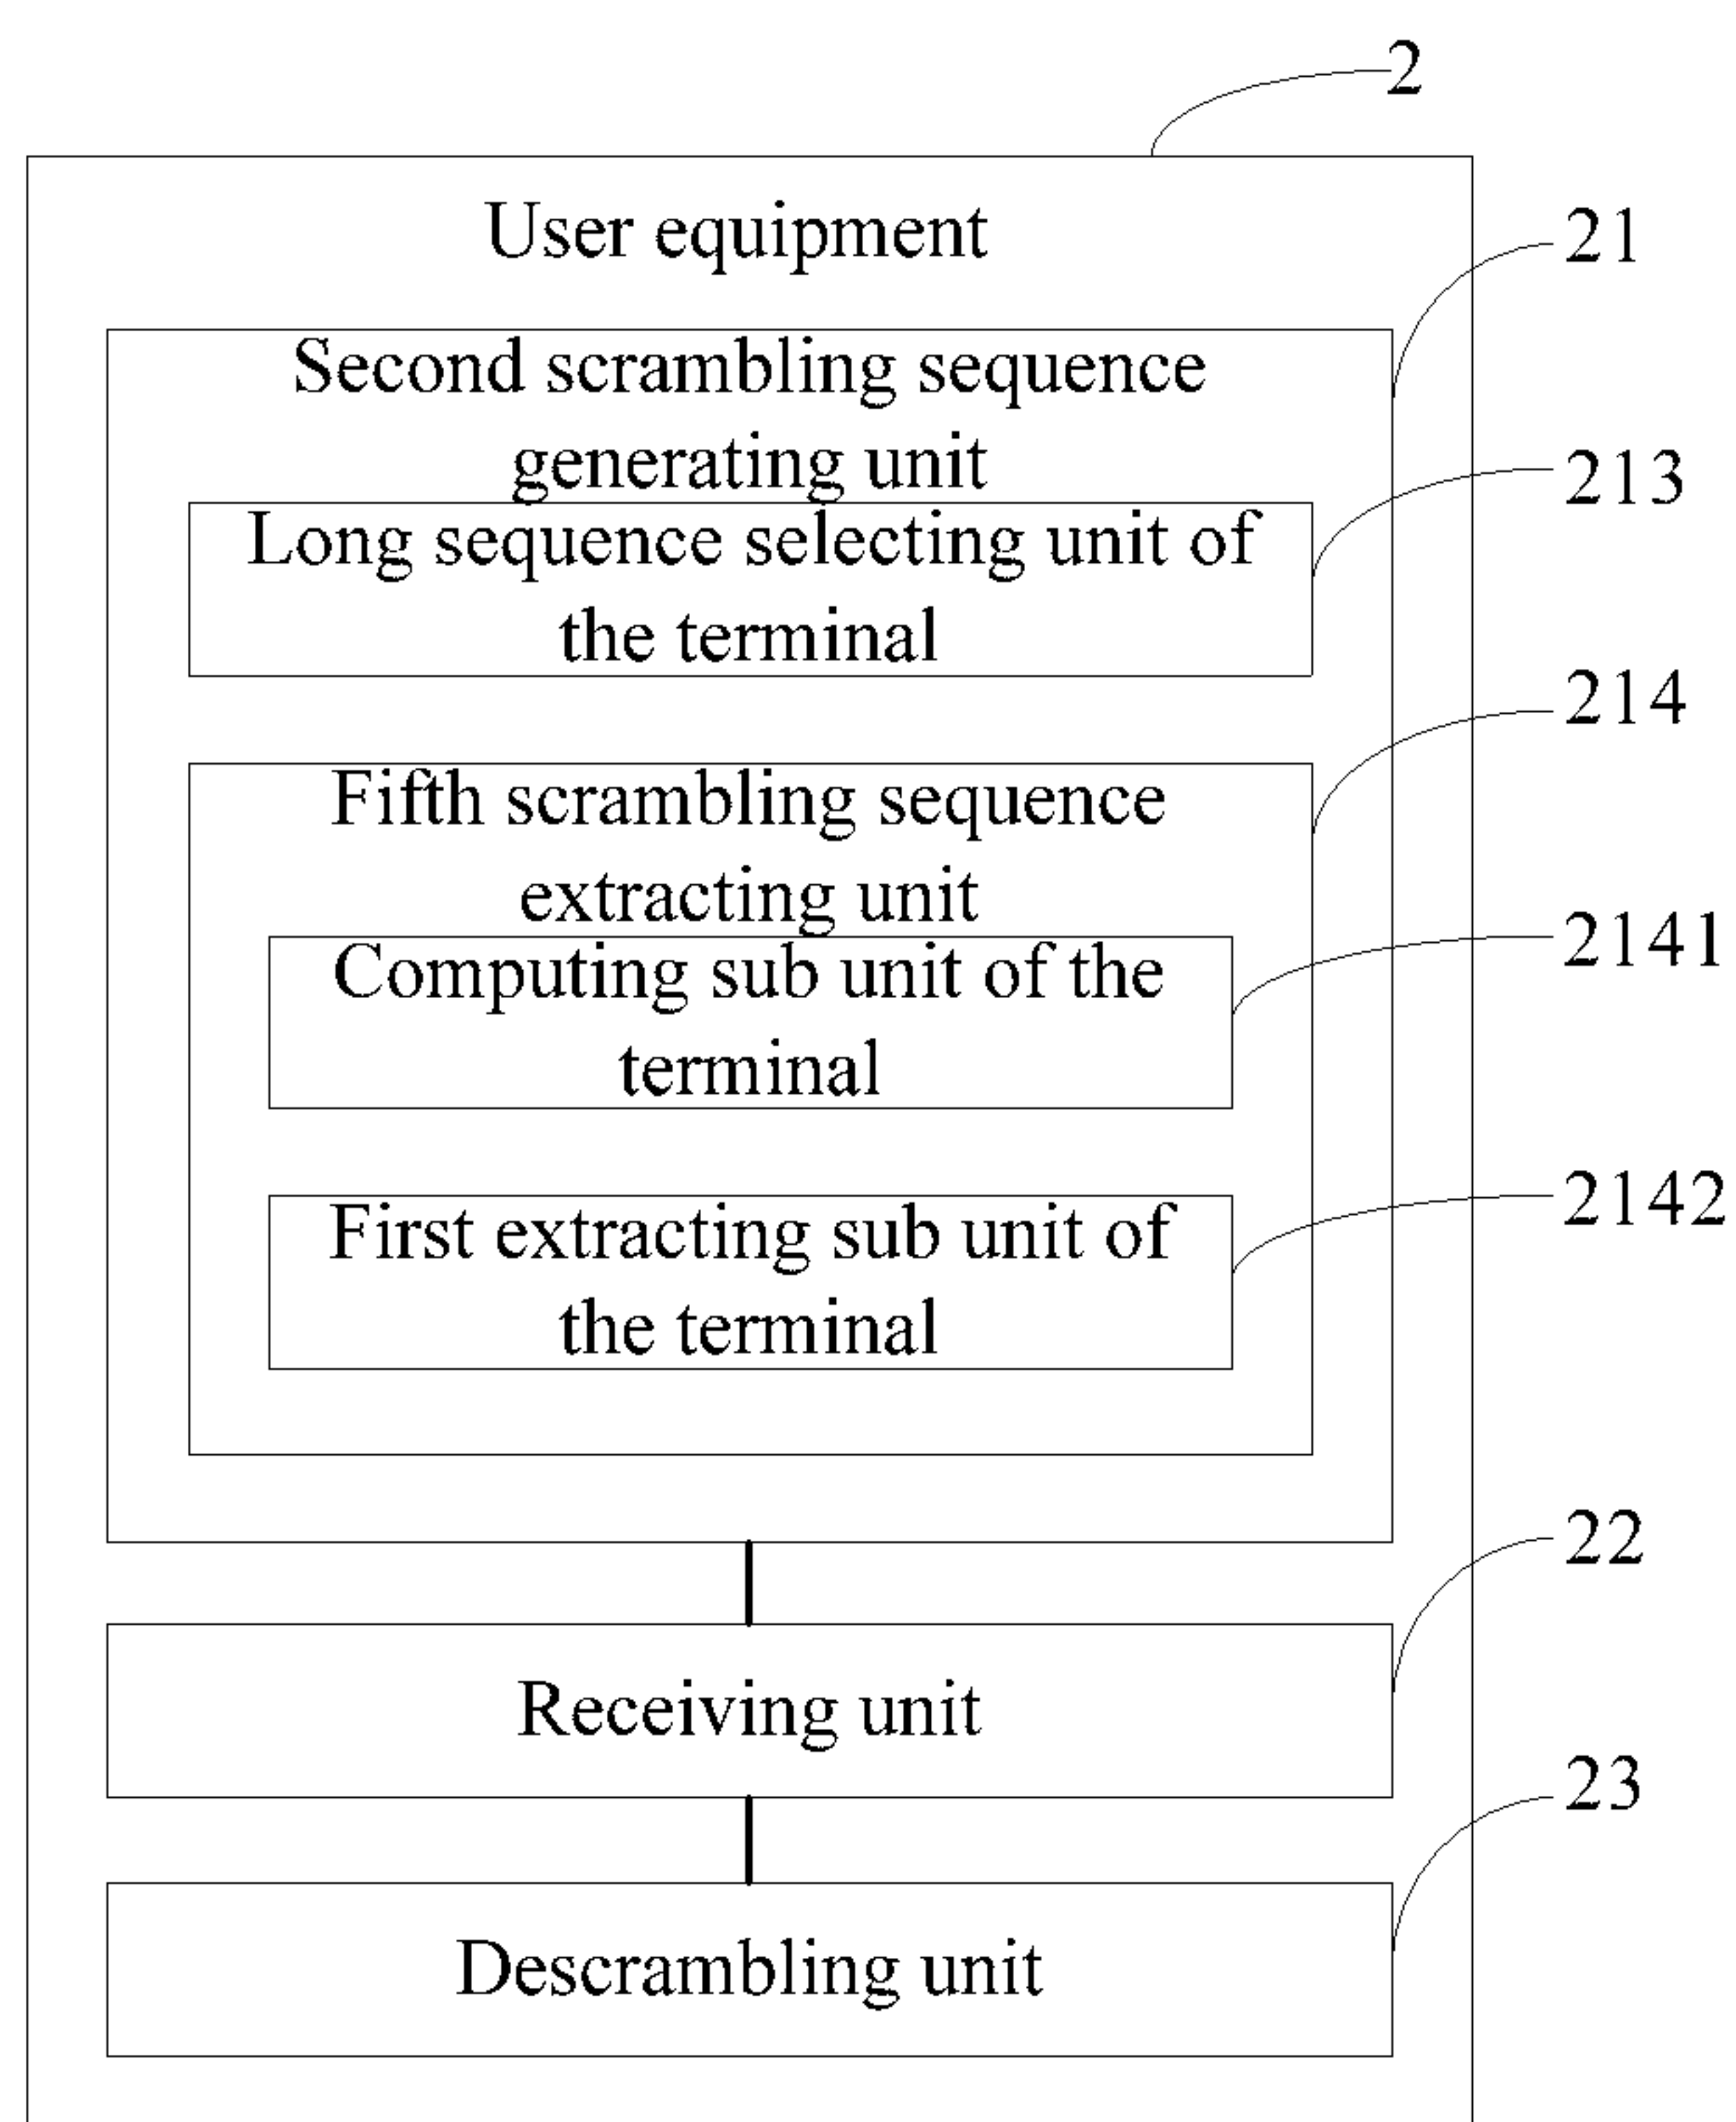 2
User equipment
21
Second scrambling sequence
generating unit
213
Long sequence selecting unit of
the terminal
214
Fifth scrambling sequence
extracting unit
2141
Computing sub unit of the
terminal
2142
First extracting sub unit of
the terminal
22
Receiving unit
23
Descrambling unit